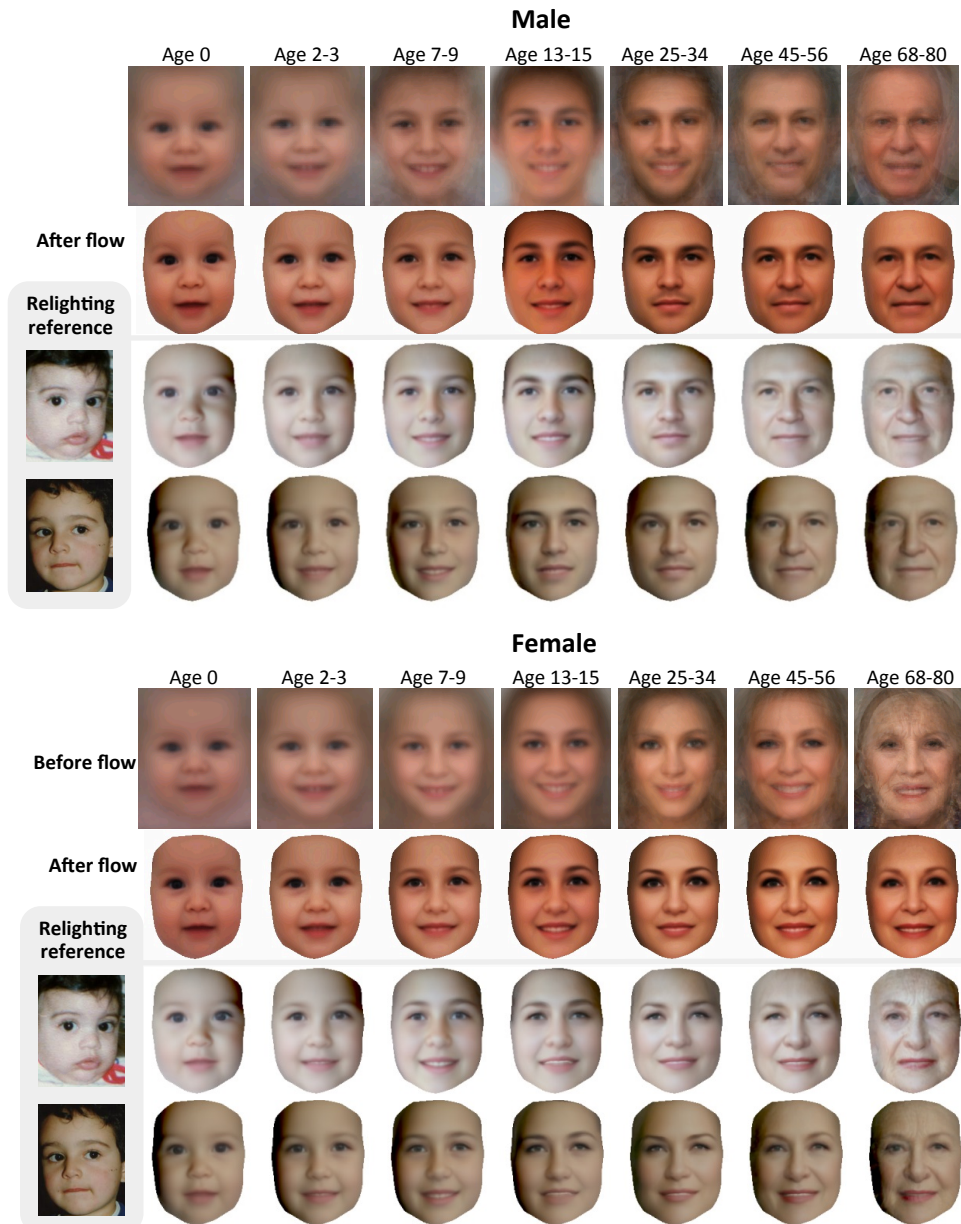 Male
Age 0 Age 2-3 Age 7-9 Age 13-15 Age 25-34 Age 45-56 Age 68-80
After flow
Relighting
reference
Female
Age 0 Age 2-3 Age 7-9 Age 13-15 Age 25-34 Age 45-56 Age 68-80
Before flow
After flow
Relighting
reference